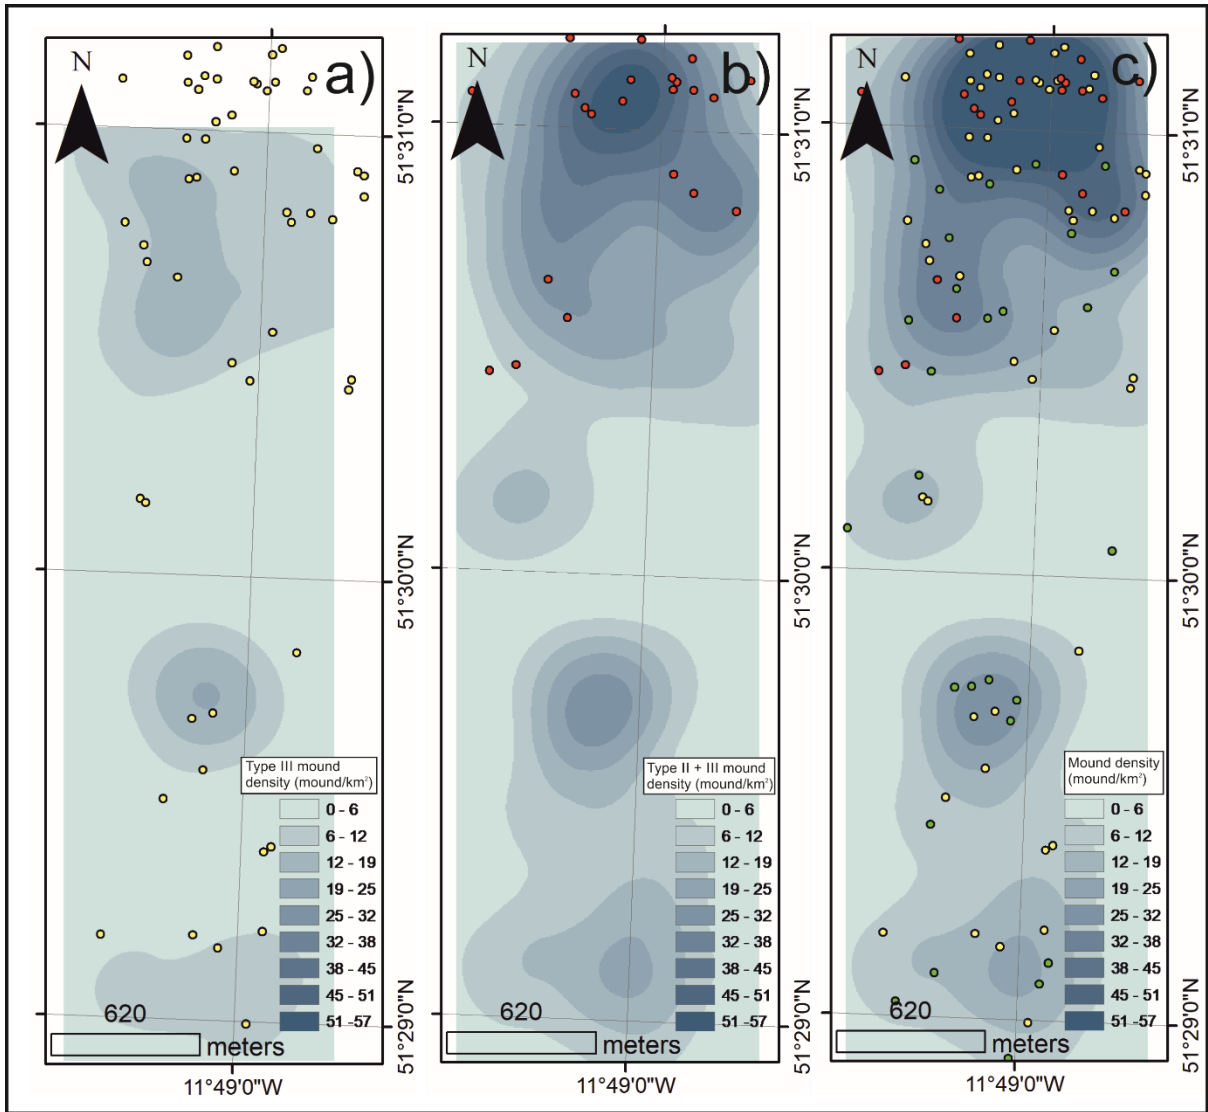 N
a)
51°31'0"N
51°30'0"N
51°29'0"N
Type III mound
density (mound/km²)
0 - 6
6 - 12
12 - 19
19 - 25
25 - 32
32 - 38
38 - 45
45 - 51
51 -57
620
meters
11°49'0"W
N
b)
51°31'0"N
51°30'0"N
51°29'0"N
Type II + III mound
density (mound/km²)
0 - 6
6 - 12
12 - 19
19 - 25
25 - 32
32 - 38
38 - 45
45 - 51
51 -57
620
meters
11°49'0"W
N
c)
51°31'0"N
51°30'0"N
51°29'0"N
Mound density
(mound/km²)
0 - 6
6 - 12
12 - 19
19 - 25
25 - 32
32 - 38
38 - 45
45 - 51
51 -57
620
meters
11°49'0"W